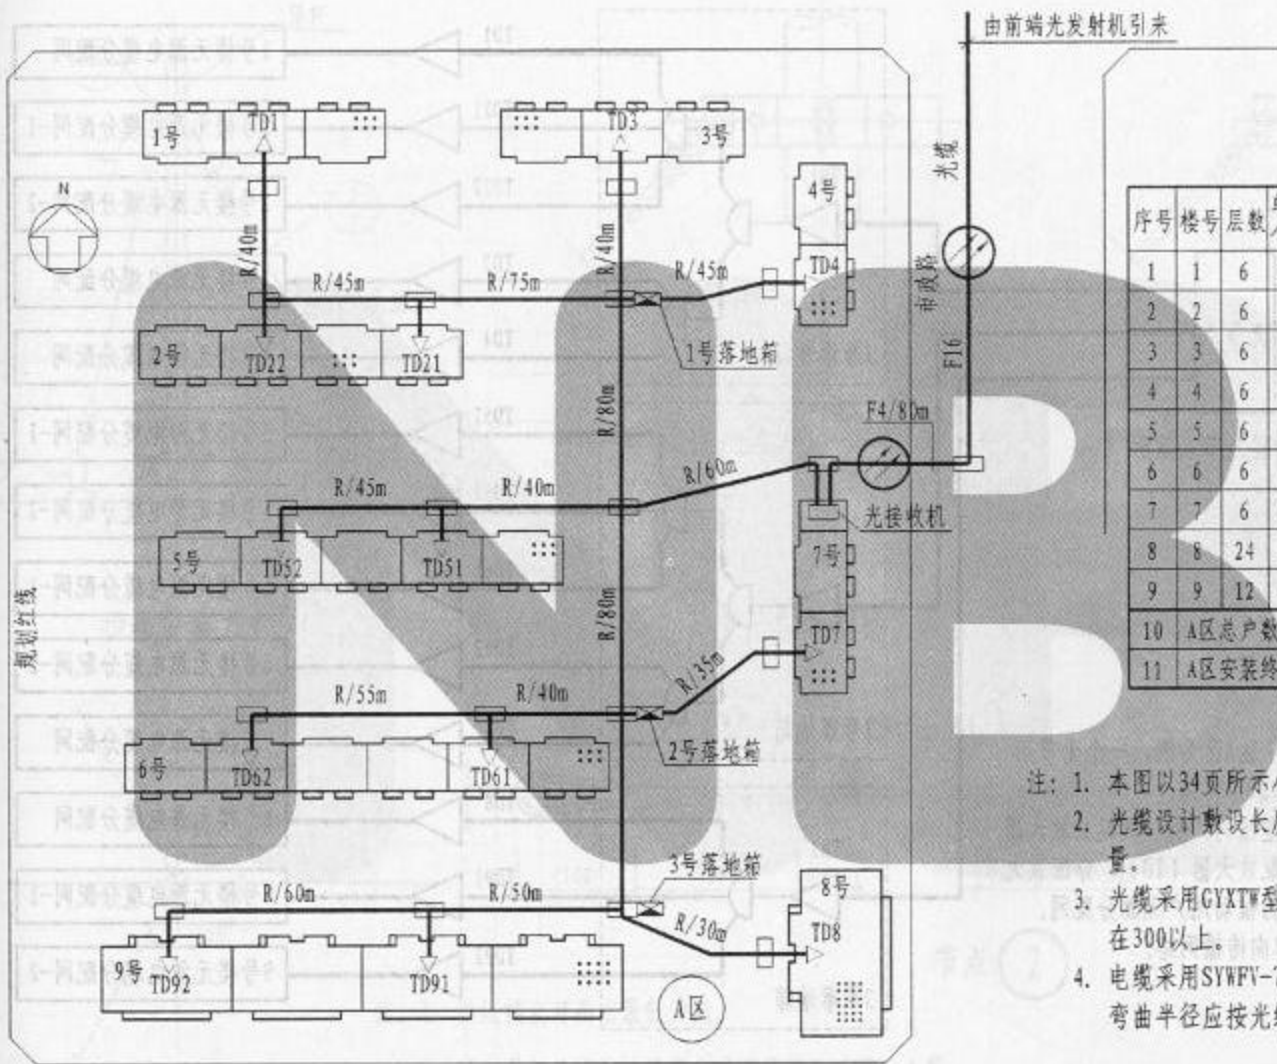 由前端光发射机引来
1号
TD1
TD3
3号
N
4号
TD4
光缆
市政路
F16
R/40m
R/40m
R/45m
R/75m
R/45m
2号
TD22
TD21
1号落地箱
R/80m
F4/80m
R/60m
R/45m
R/40m
光接收机
5号
TD52
TD51
7号
TD7
规划红线
R/80m
R/35m
R/55m
R/40m
2号落地箱
6号
TD62
TD61
3号落地箱
R/60m
R/50m
R/30m
8号
TD8
9号
TD92
TD91
A区
序号 楼号 层数
1 1 6
2 2 6
3 3 6
4 4 6
5 5 6
6 6 6
7 7 6
8 8 24
9 9 12
10 A区总户数
11 A区安装终
注: 1. 本图以34页所示
2. 光缆设计敷设长
量。
3. 光缆采用GYXTW型
在300以上。
4. 电缆采用SYWFV-
弯曲半径应按光
NB